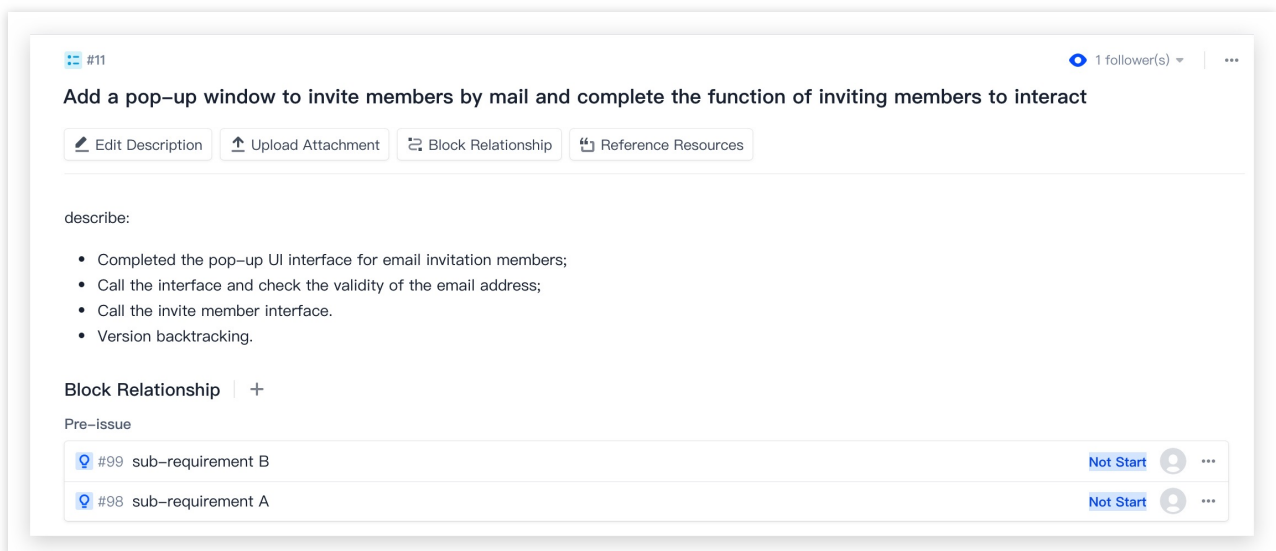 #11
1 follower(s)
Add a pop-up window to invite members by mail and complete the function of inviting members to interact
Edit Description Upload Attachment Block Relationship Reference Resources
describe:
• Completed the pop-up UI interface for email invitation members;
• Call the interface and check the validity of the email address;
• Call the invite member interface.
• Version backtracking.
Block Relationship
Pre-issue
#99 sub-requirement B Not Start
#98 sub-requirement A Not Start